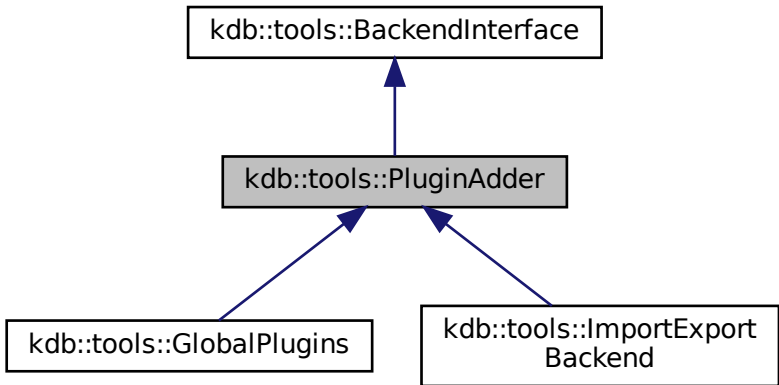 kdb::tools::BackendInterface
kdb::tools::PluginAdder
kdb::tools::GlobalPlugins
kdb::tools::ImportExport
Backend